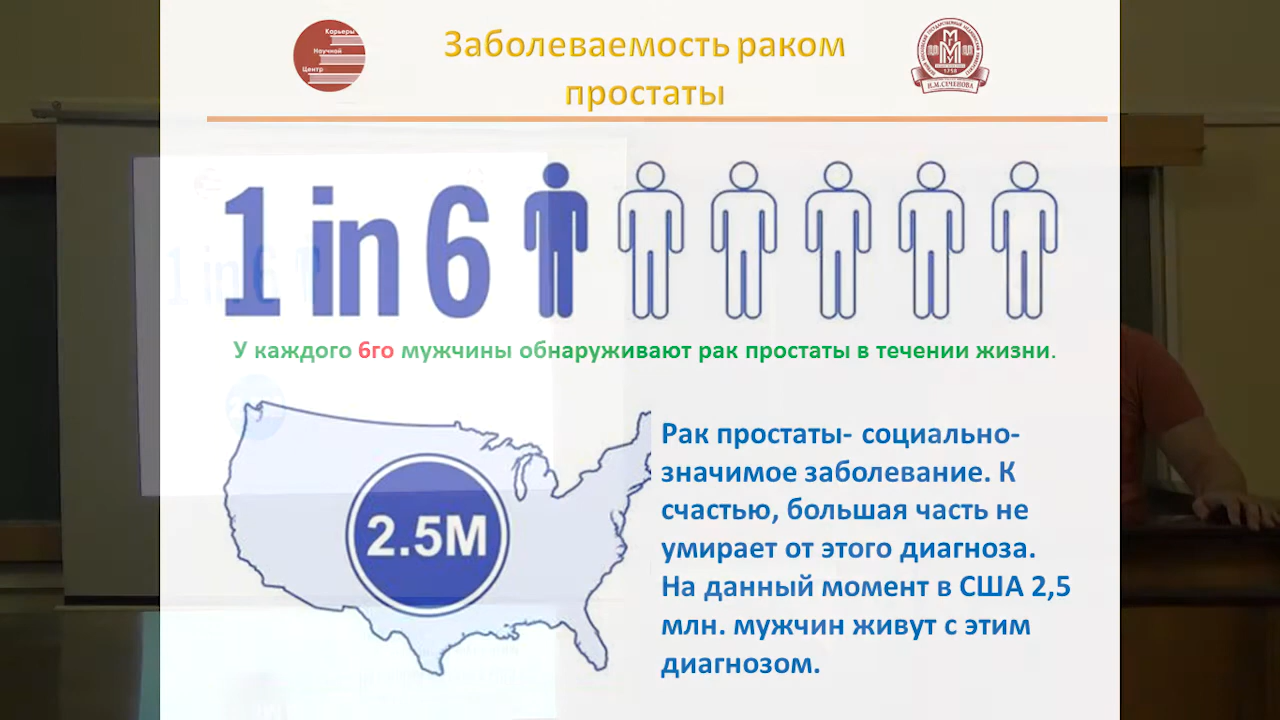 Карьеры
Научной
Центр
Заболеваемость раком
простаты
1758
И.М.СЕЧЕНОВА
1 in 6
У каждого 6го мужчины обнаруживают рак простаты в течении жизни.
2.5M
Рак простаты- социально-
значимое заболевание. К
счастью, большая часть не
умирает от этого диагноза.
На данный момент в США 2,5
млн. мужчин живут с этим
диагнозом.